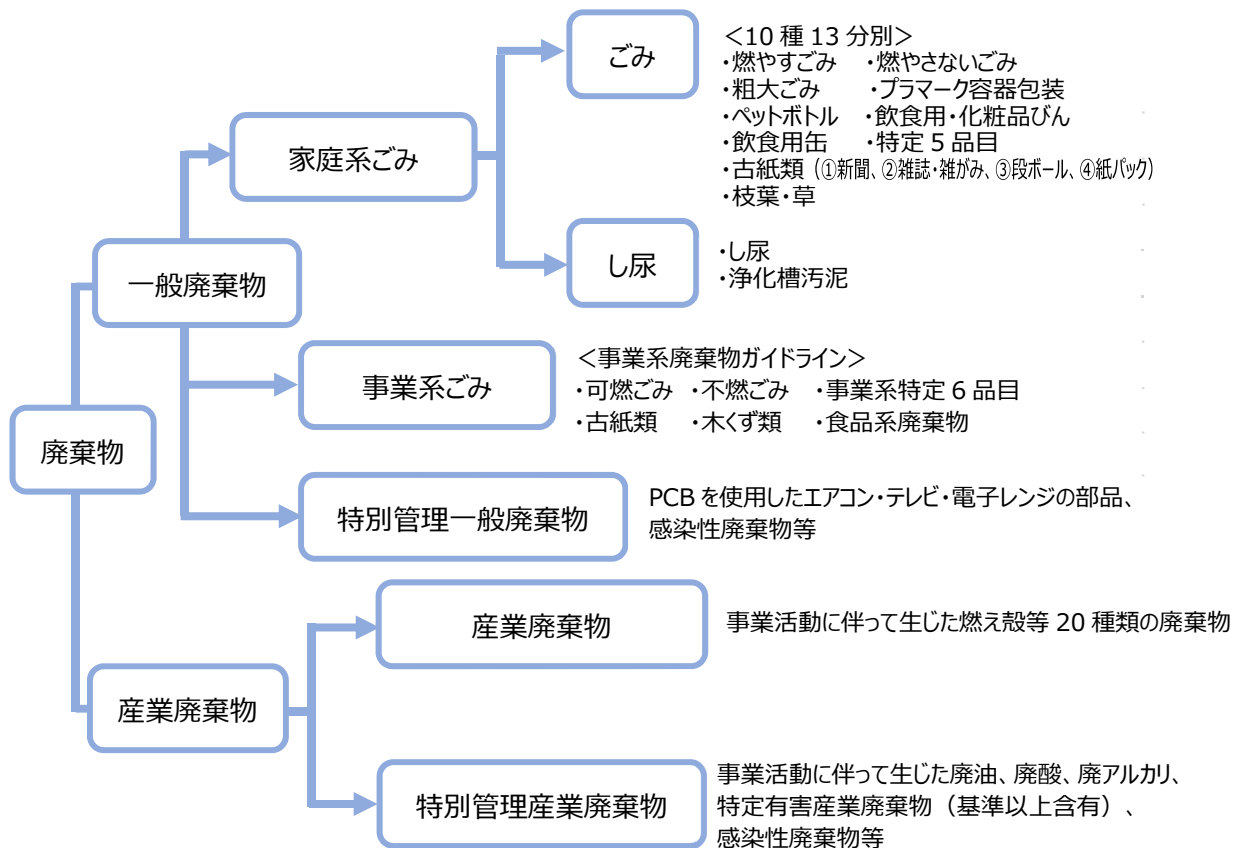 ごみ
<10 種 13 分別>
・燃やすごみ ・燃やさないごみ
・粗大ごみ ・プラマーク容器包装
・ペットボトル ・飲食用・化粧品びん
・飲食用缶 ・特定 5 品目
・古紙類(①新聞、②雑誌・雑がみ、③段ボール、④紙パック)
・枝葉・草
家庭系ごみ
し尿
・し尿
・浄化槽汚泥
一般廃棄物
事業系ごみ
<事業系廃棄物ガイドライン>
・可燃ごみ ・不燃ごみ ・事業系特定 6 品目
・古紙類 ・木くず類 ・食品系廃棄物
廃棄物
特別管理一般廃棄物
PCB を使用したエアコン・テレビ・電子レンジの部品、
感染性廃棄物等
産業廃棄物
事業活動に伴って生じた燃え殻等 20 種類の廃棄物
産業廃棄物
特別管理産業廃棄物
事業活動に伴って生じた廃油、廃酸、廃アルカリ、
特定有害産業廃棄物(基準以上含有)、
感染性廃棄物等